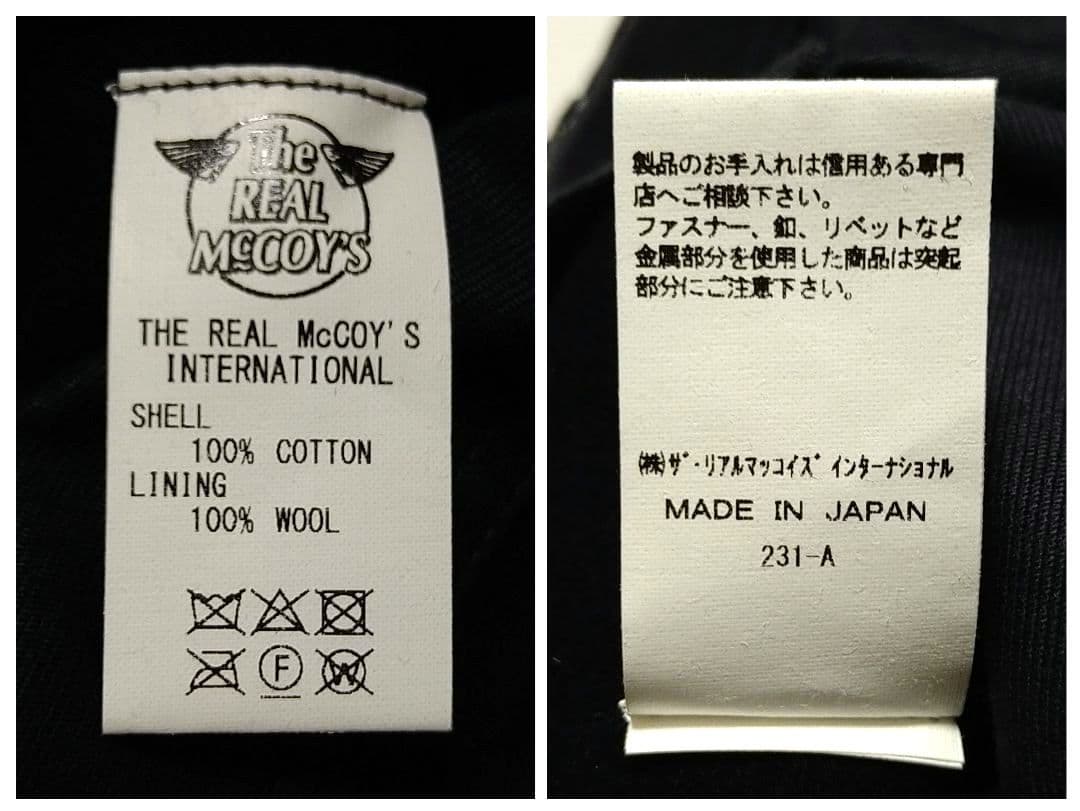 The
REAL
McCOY'S
THE REAL McCOY'S
INTERNATIONAL
SHELL
100% COTTON
LINING
100% WOOL
F
W
製品のお手入れは信用ある専門
店へご相談下さい。
ファスナー、釦、リベットなど
金属部分を使用した商品は突起
部分にご注意下さい。
㈱ｻﾞ･ﾘｱﾙﾏｯｺｲｽﾞ ｲﾝﾀｰﾅｼｮﾅﾙ
MADE IN JAPAN
231-A